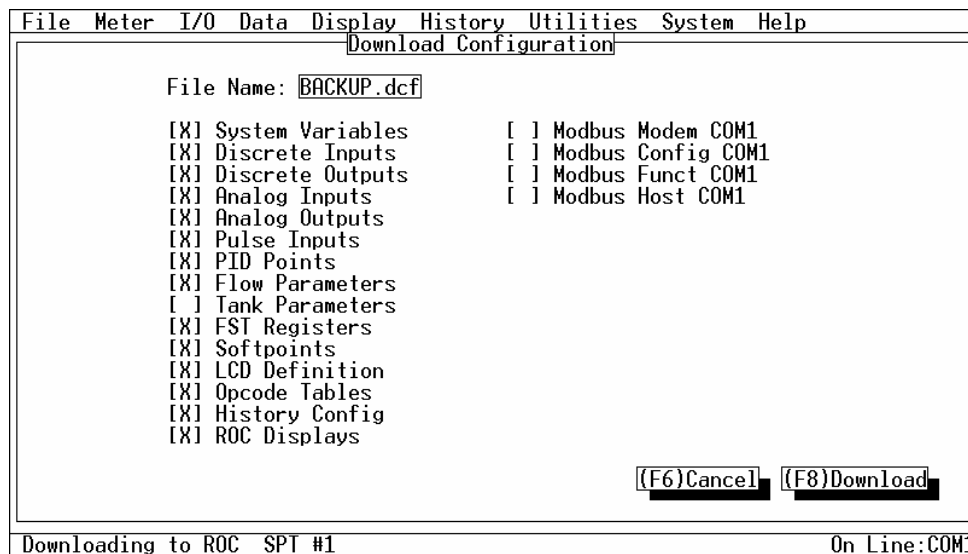 File Meter I/O Data Display History Utilities System Help
Download Configuration
File Name: BACKUP.dcf
[X] System Variables [ ] Modbus Modem COM1
[X] Discrete Inputs [ ] Modbus Config COM1
[X] Discrete Outputs [ ] Modbus Funct COM1
[X] Analog Inputs [ ] Modbus Host COM1
[X] Analog Outputs
[X] Pulse Inputs
[X] PID Points
[X] Flow Parameters
[ ] Tank Parameters
[X] FST Registers
[X] Softpoints
[X] LCD Definition
[X] Opcode Tables
[X] History Config
[X] ROC Displays
(F6)Cancel (F8)Download
Downloading to ROC SPT #1 On Line:COM1